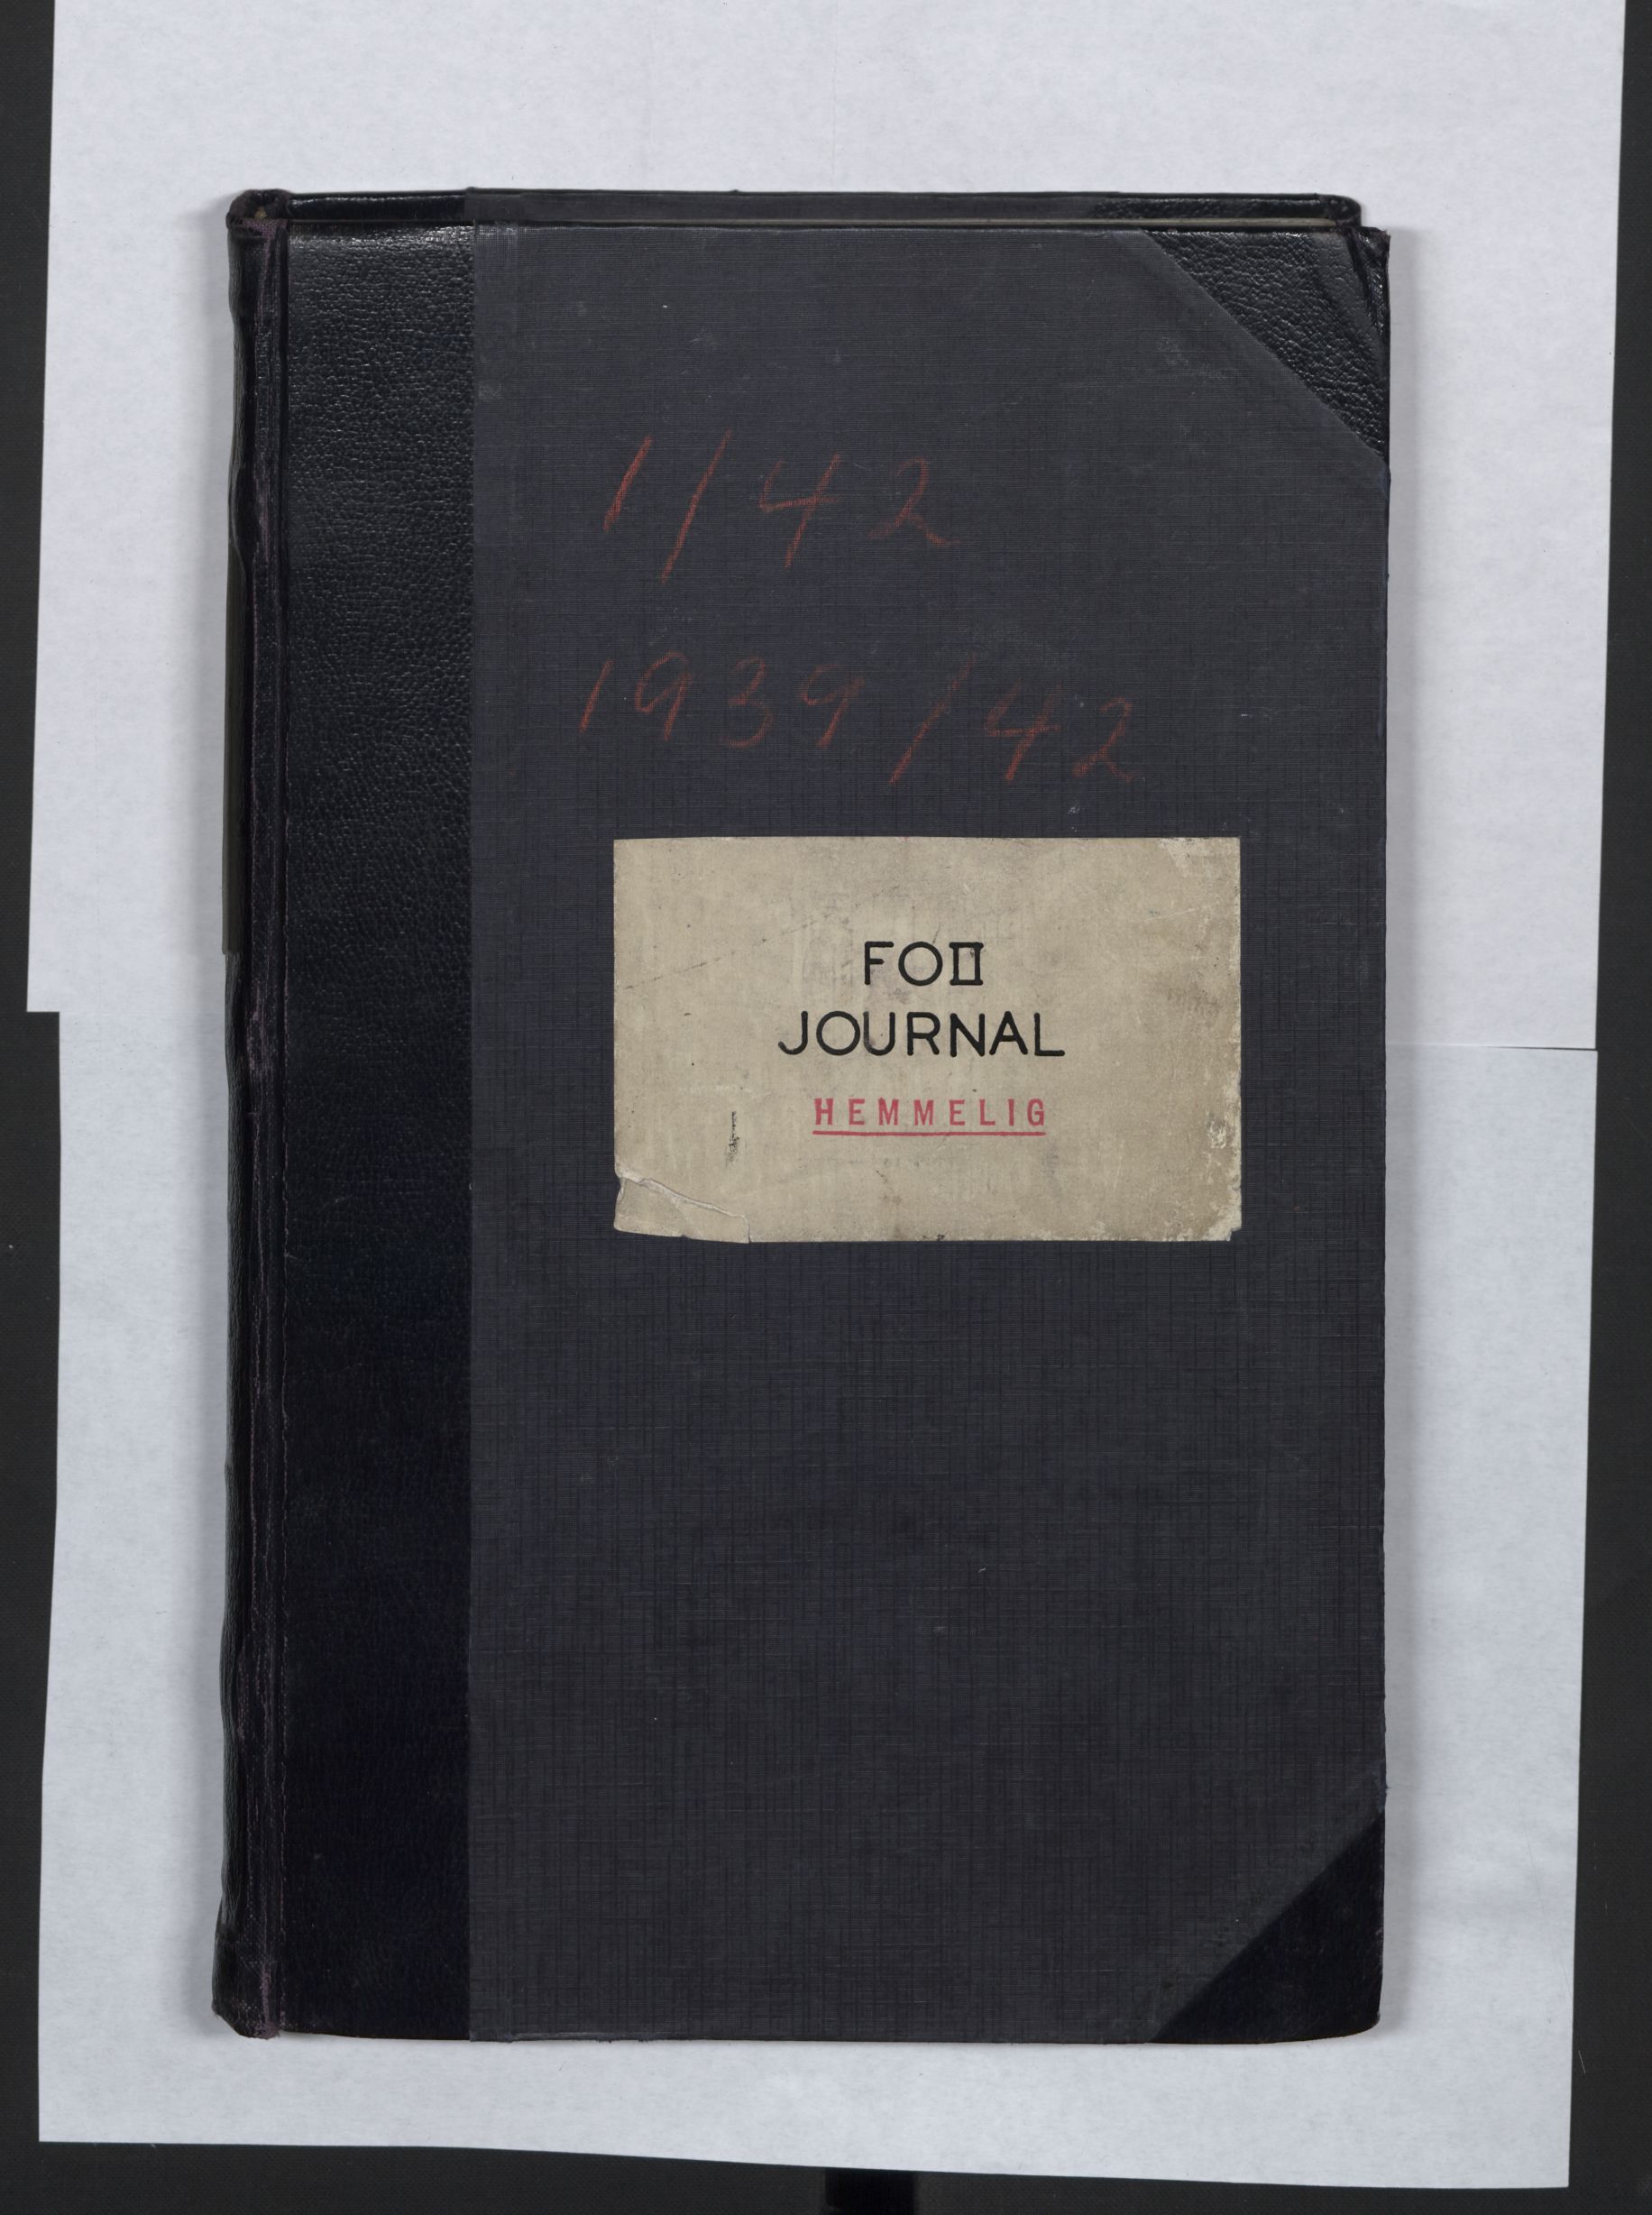 1/42
1939/42
FOII
JOURNAL
HEMMELIG